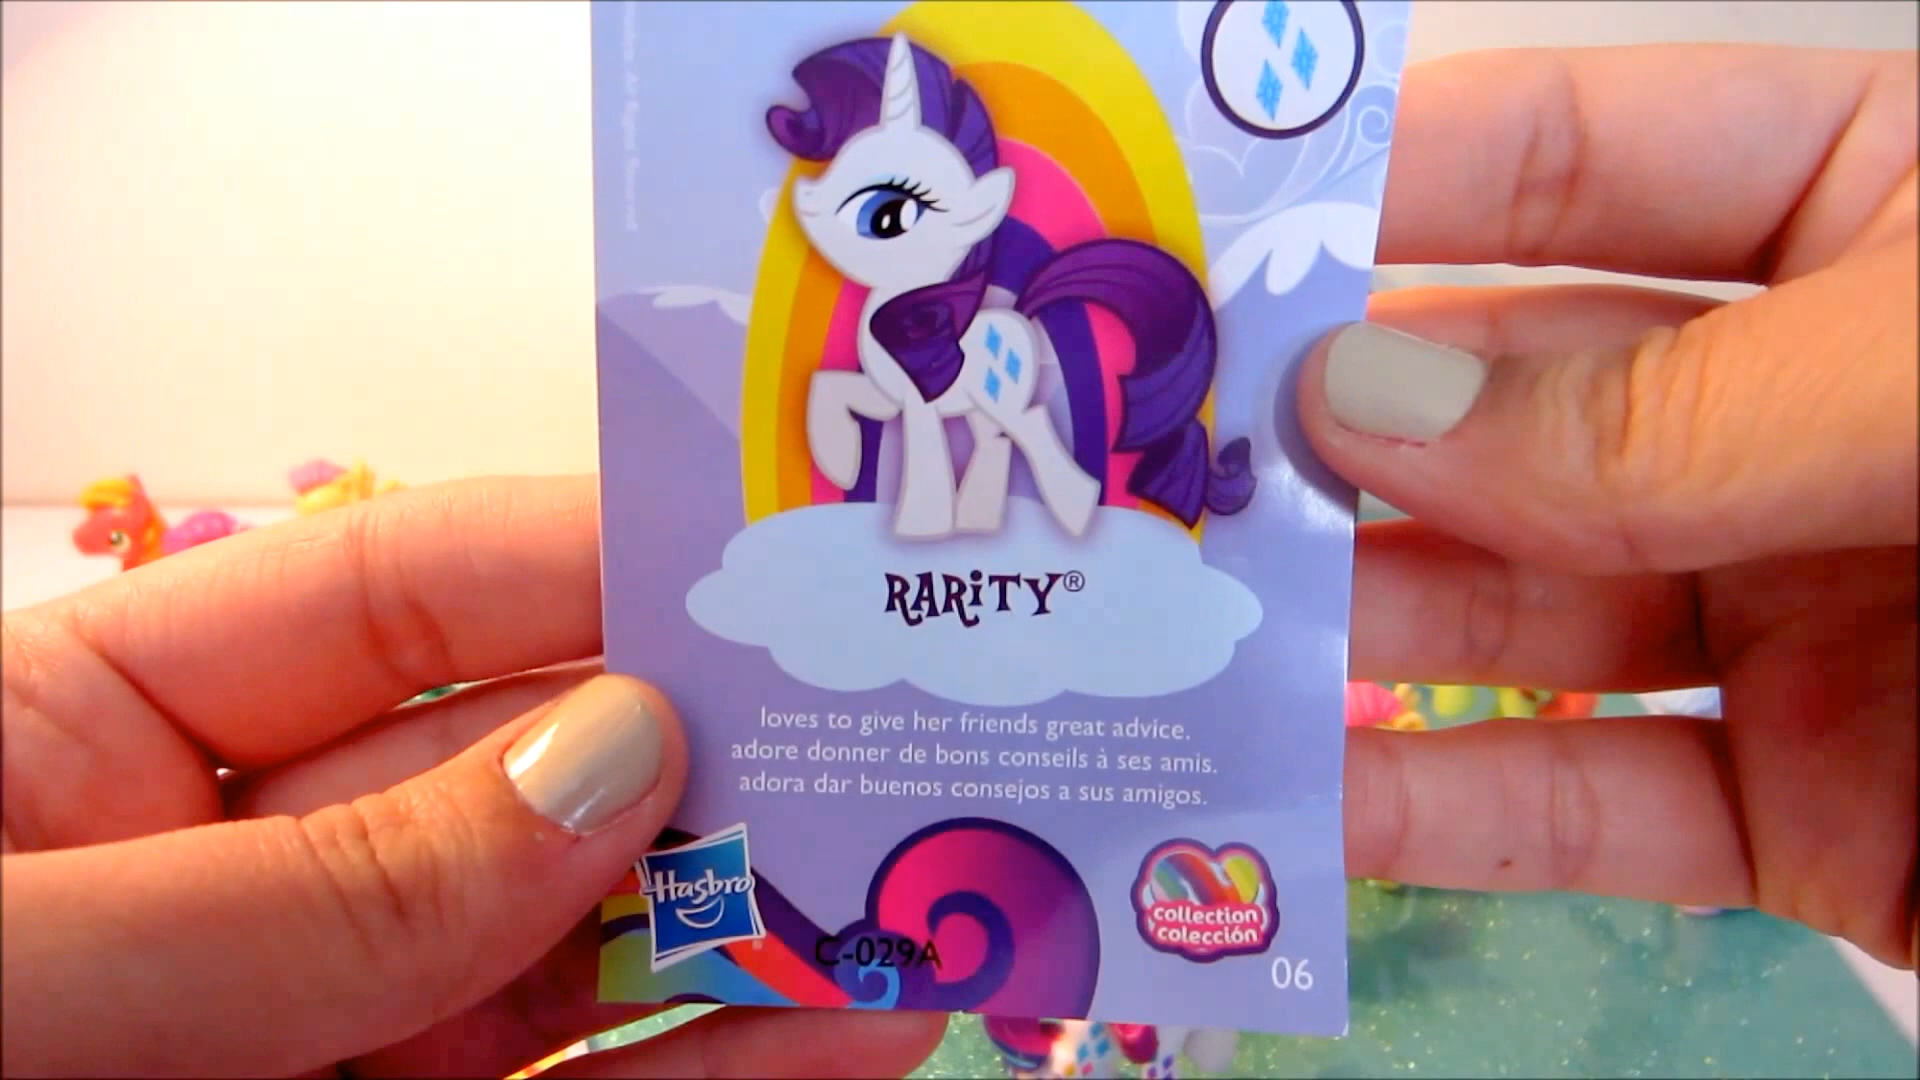 RARiTY®
loves to give her friends great advice.
adore donner de bons conseils à ses amis.
adora dar buenos consejos a sus amigos.
Hasbro
®
C-029A
collection
colección
06